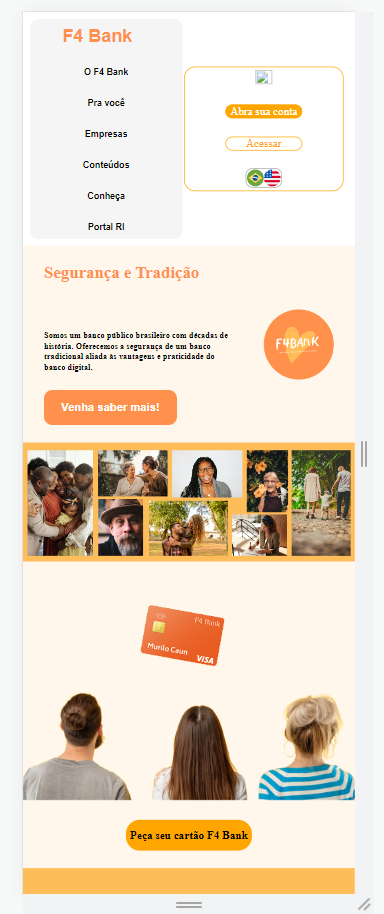 F4 Bank
O F4 Bank
Pra você
Empresas
Conteúdos
Conheça
Portal RI
Abra sua conta
Acessar
Segurança e Tradição
Somos um banco público brasileiro com décadas de
história. Oferecemos a segurança de um banco
tradicional aliada às vantagens e praticidade do
banco digital.
F4BANK
Venha saber mais!
F4 Bank
Murilo Caun
VISA
Peça seu cartão F4 Bank